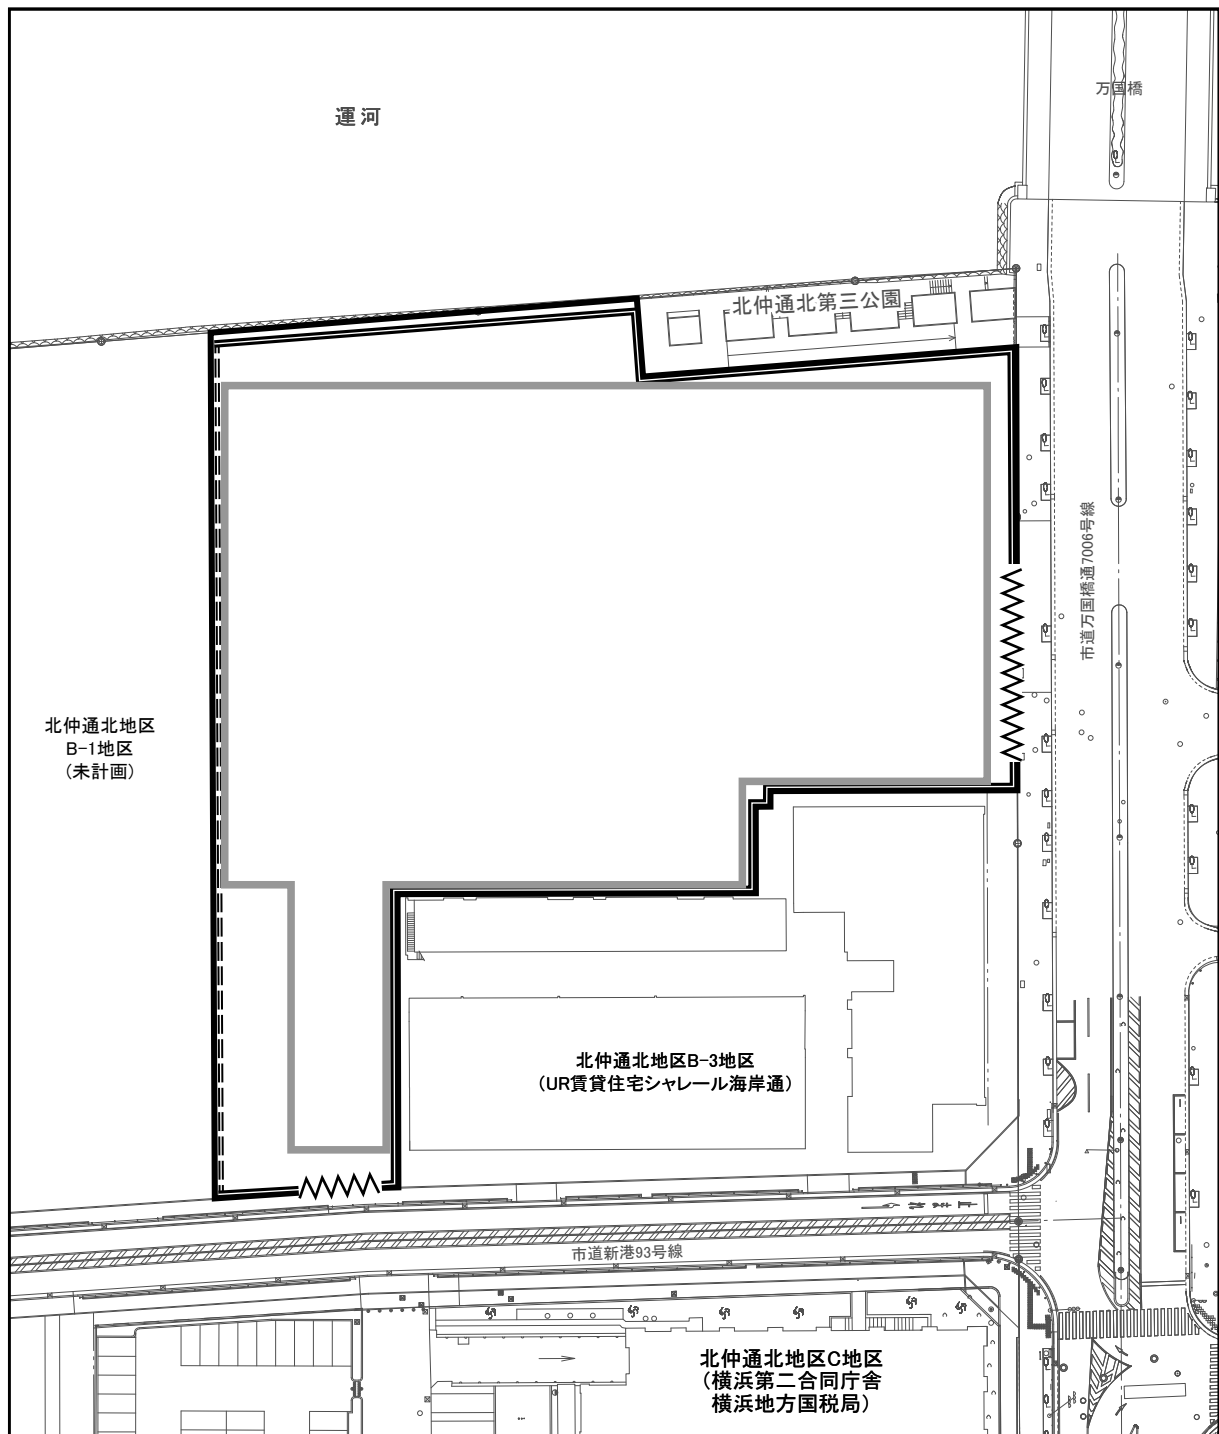 運河
万国橋
北仲通北第三公園
市道万国橋通7006号線
北仲通北地区
B-1地区
(未計画)
北仲通北地区B-3地区
(UR賃貸住宅シャレール海岸通)
市道新港93号線
北仲通北地区C地区
(横浜第二合同庁舎
横浜地方国税局)